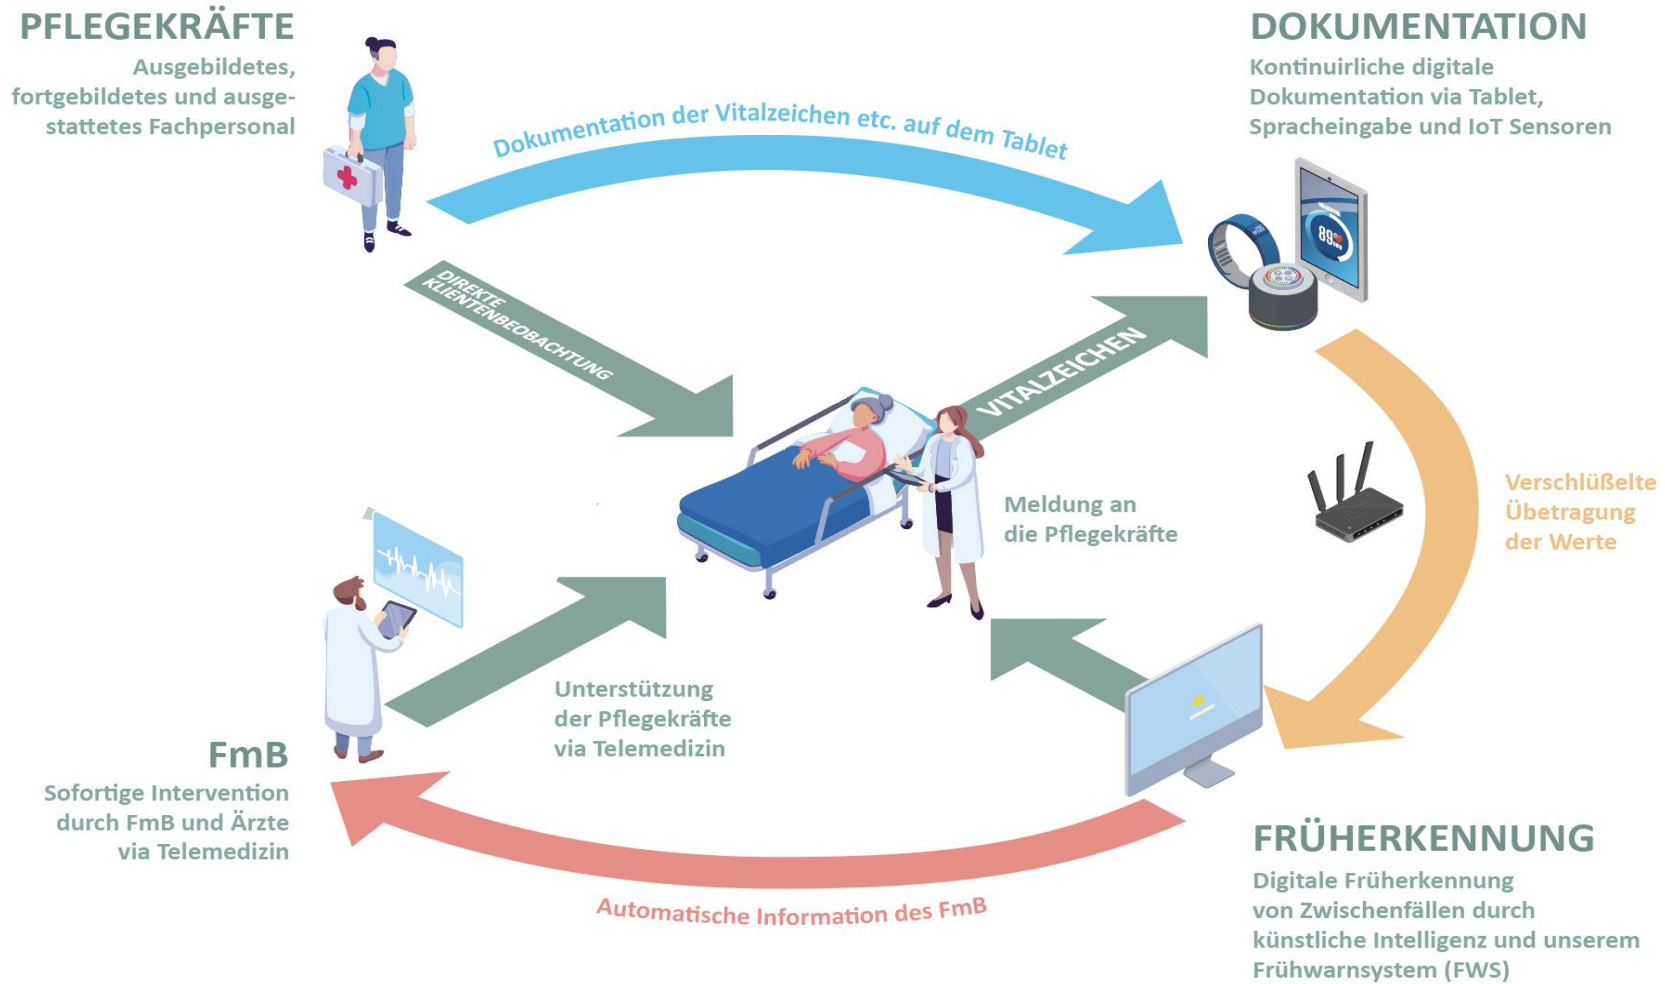 PFLEGEKRÄFTE
Ausgebildetes,
fortgebildetes und ausge-
stattetes Fachpersonal
DOKUMENTATION
Kontinuirliche digitale
Dokumentation via Tablet,
Spracheingabe und IoT Sensoren
Dokumentation der Vitalzeichen etc. auf dem Tablet
89
DIREKTE
KLIENTENBEOBACHTUNG
VITALZEICHEN
Meldung an
die Pflegekräfte
Verschlüßelte
Übetragung
der Werte
Unterstützung
der Pflegekräfte
via Telemedizin
FmB
Sofortige Intervention
durch FmB und Ärzte
via Telemedizin
Automatische Information des FmB
FRÜHERKENNUNG
Digitale Früherkennung
von Zwischenfällen durch
künstliche Intelligenz und unserem
Frühwarnsystem (FWS)